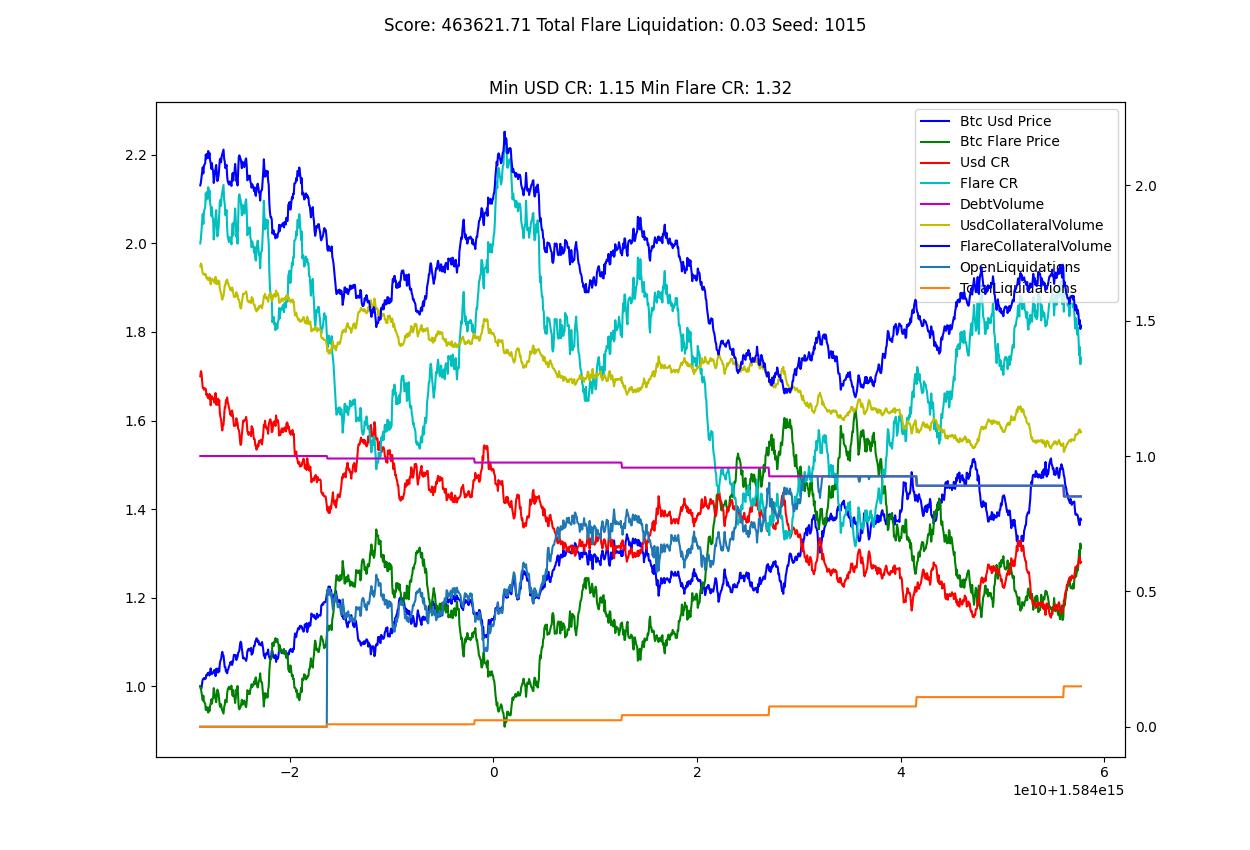 Score: 463621.71 Total Flare Liquidation: 0.03 Seed: 1015
Min USD CR: 1.15 Min Flare CR: 1.32
Btc Usd Price
Btc Flare Price
Usd CR
Flare CR
DebtVolume
UsdCollateralVolume
FlareCollateralVolume
OpenLiquidations
TotalLiquidations
2.2
2.0
1.8
1.6
1.4
1.2
1.0
2.0
1.5
1.0
0.5
0.0
−2 0 2 4 6
1e10+1.584e15